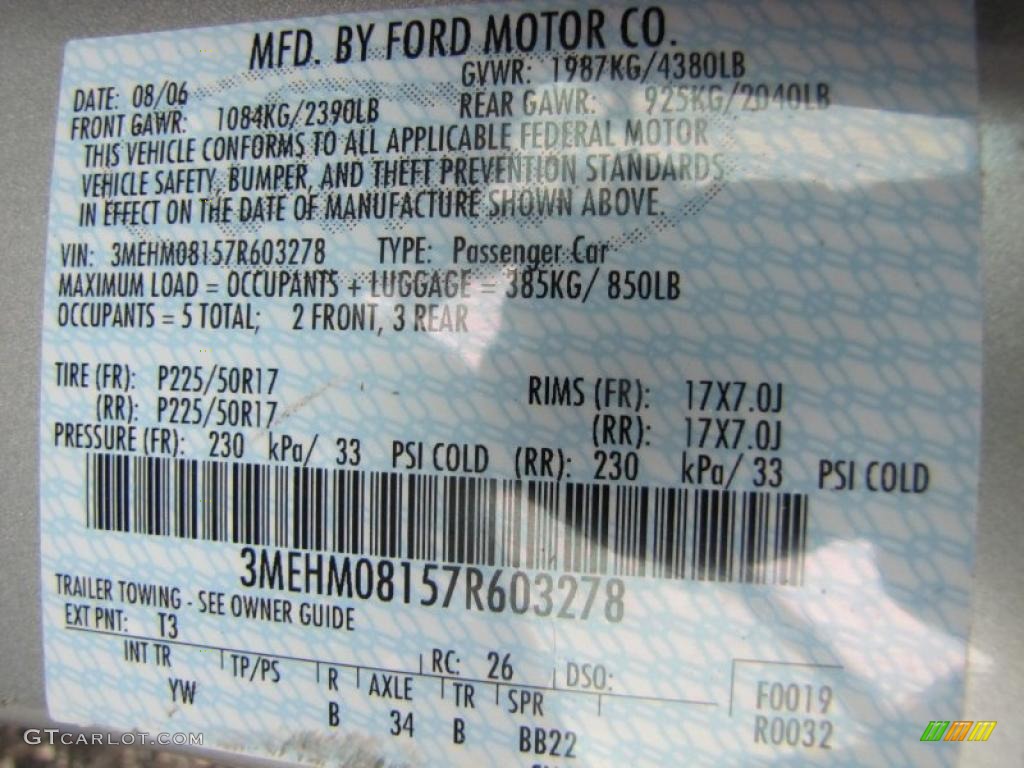 MFD. BY FORD MOTOR CO.
DATE: 08/06 GVWR: 1987KG/4380LB
FRONT GAWR: 1084KG/2390LB REAR GAWR: 925KG/2040LB
THIS VEHICLE CONFORMS TO ALL APPLICABLE FEDERAL MOTOR
VEHICLE SAFETY, BUMPER, AND THEFT PREVENTION STANDARDS
IN EFFECT ON THE DATE OF MANUFACTURE SHOWN ABOVE.
VIN: 3MEHM08157R603278 TYPE: Passenger Car
MAXIMUM LOAD = OCCUPANTS + LUGGAGE = 385KG/ 850LB
OCCUPANTS = 5 TOTAL; 2 FRONT, 3 REAR
TIRE (FR): P225/50R17 RIMS (FR): 17X7.0J
(RR): P225/50R17 (RR): 17X7.0J
PRESSURE (FR): 230 kPa/ 33 PSI COLD (RR): 230 kPa/ 33 PSI COLD
3MEHM08157R603278
TRAILER TOWING - SEE OWNER GUIDE
EXT PNT: T3 RC: 26 DSO:
INT TR TP/PS R AXLE TR SPR F0019
YW B 34 B BB22 R0032
GTCARLOT.COM